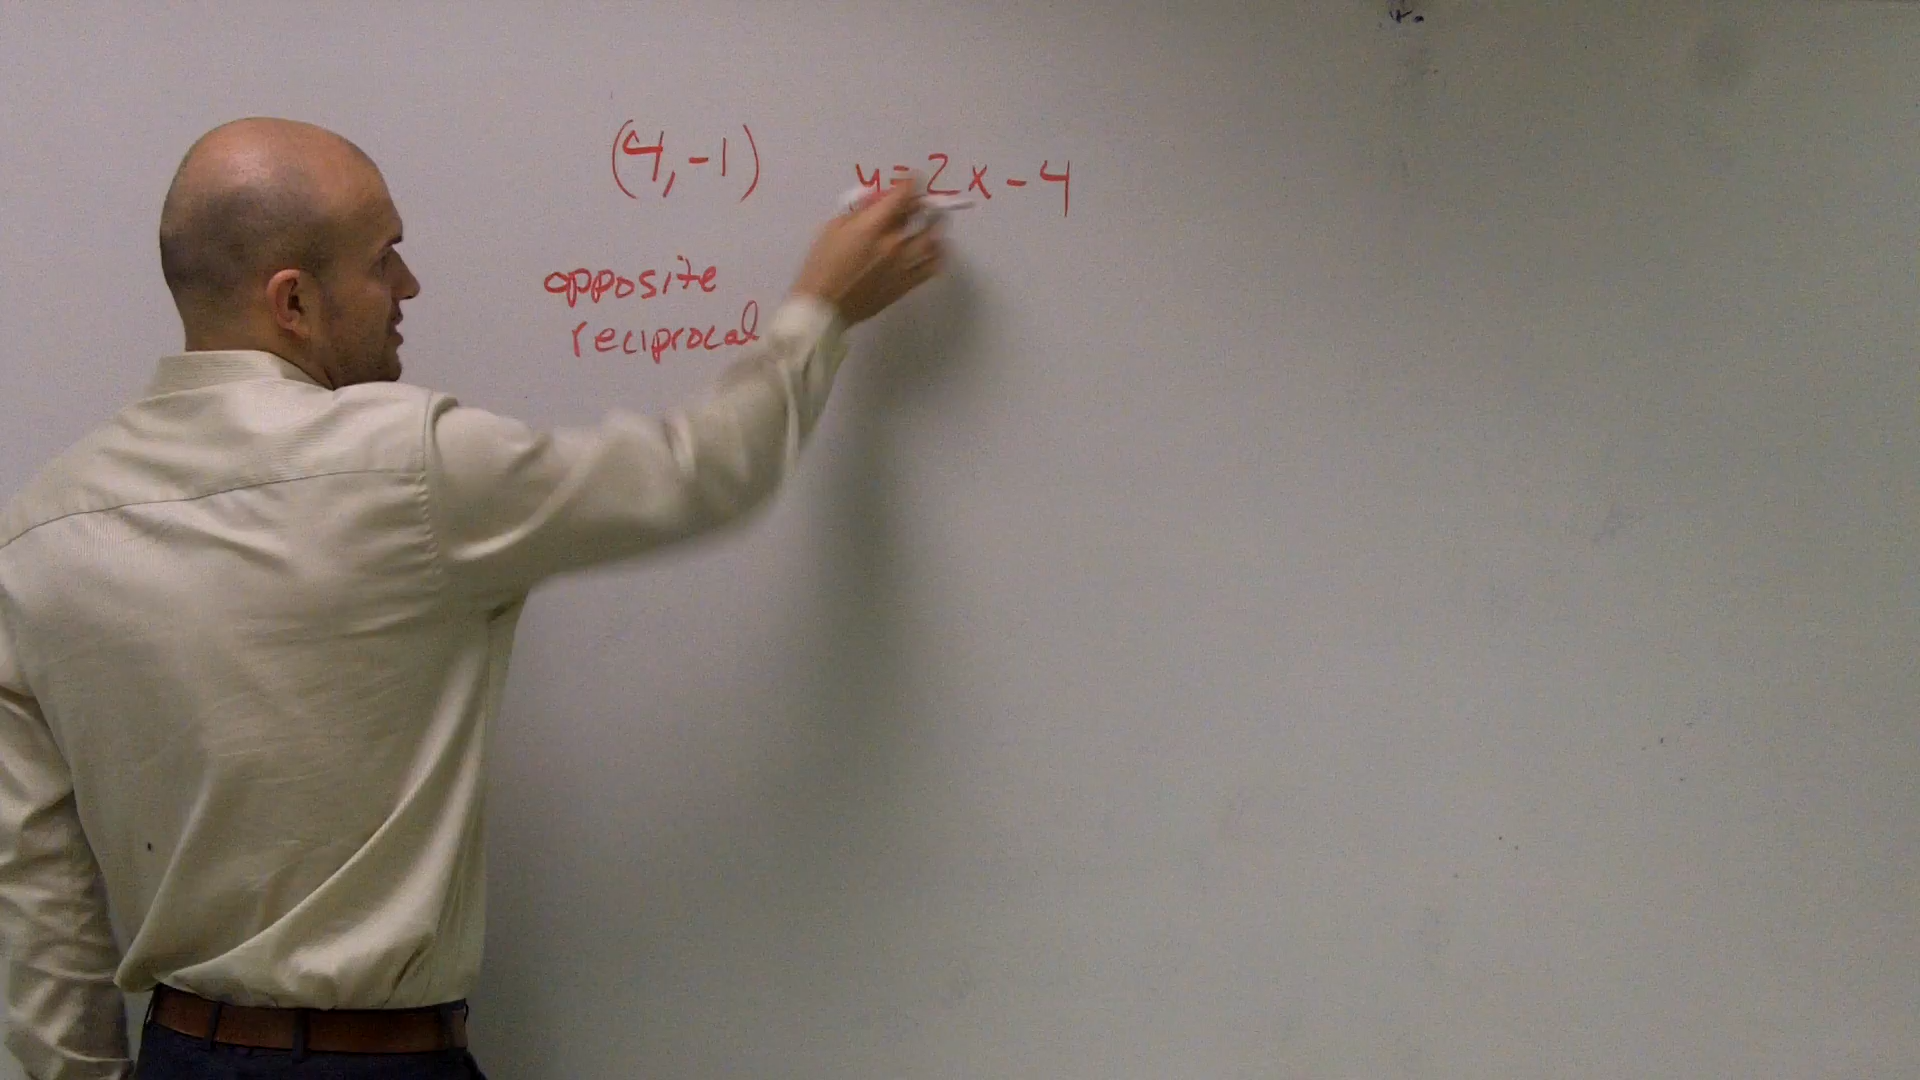 (4,-1) y=2x-4
opposite
reciprocal